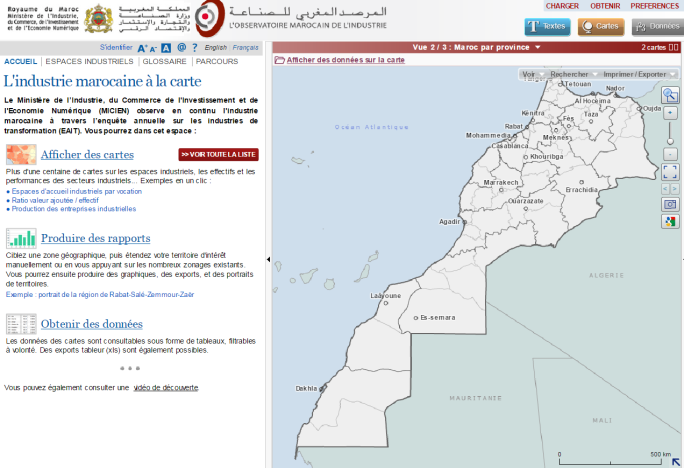 Royaume du Maroc
Ministère de l'Industrie,
du Commerce, de l'Investissement
et de l'Economie Numérique
المملكة المغربية
وزارة الصناعة
والتجارة والاستثمار
والاقتصاد الرقمي
المرصد المغربي للصناعة
L'OBSERVATOIRE MAROCAIN DE L'INDUSTRIE
CHARGER OBTENIR PREFERENCES
Textes Cartes Données
S'identifier A+ A- A @ ? English Français
ACCUEIL ESPACES INDUSTRIELS GLOSSAIRE PARCOURS
L'industrie marocaine à la carte
Le Ministère de l'Industrie, du Commerce de l'Investissement et de
l'Economie Numérique (MICIEN) observe en continu l'industrie
marocaine à travers l'enquête annuelle sur les industries de
transformation (EAIT). Vous pourrez dans cet espace :
Afficher des cartes
>> VOIR TOUTE LA LISTE
Plus d'une centaine de cartes sur les espaces industriels, les effectifs et les
performances des secteurs industriels... Exemples en un clic :
● Espaces d'accueil industriels par vocation
● Ratio valeur ajoutée / effectif
● Production des entreprises industrielles
Produire des rapports
Ciblez une zone géographique, puis étendez votre territoire d'intérêt
manuellement ou en vous appuyant sur les nombreux zonages existants.
Vous pourrez ensuite produire des graphiques, des exports, et des portraits
de territoires.
Exemple : portrait de la région de Rabat-Salé-Zemmour-Zaër
Obtenir des données
Les données des cartes sont consultables sous forme de tableaux, filtrables
à volonté. Des exports tableur (xls) sont également possibles.
Vous pouvez également consulter une vidéo de découverte.
Vue 2 / 3 : Maroc par province
2 cartes
Afficher des données sur la carte
Voir Rechercher Imprimer / Exporter
Tetouan
Nador
Al Hoceima
Oujda
Kénitra
Taza
Fès
Rabat
Meknes
Mohammedia
Casablanca
Khouribga
Océan Atlantique
Marrakech
Errachidia
Ouarzazate
Agadir
ALGERIE
Laâyoune
Es-semara
Dakhla
MAURITANIE
MALI
0 500 km